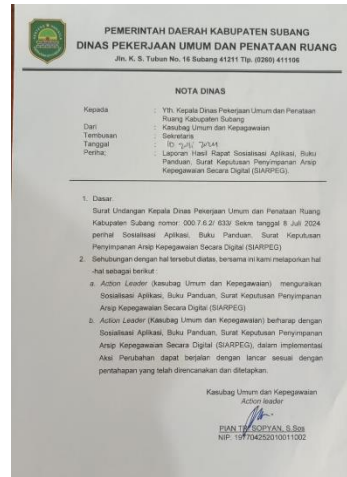 PEMERINTAH DAERAH KABUPATEN SUBANG
DINAS PEKERJAAN UMUM DAN PENATAAN RUANG
Jln. K. S. Tubun No. 16 Subang 41211 Tlp. (0260) 411106
NOTA DINAS
Kepada : Yth. Kepala Dinas Pekerjaan Umum dan Penataan
Ruang Kabupaten Subang
Dari : Kasubag Umum dan Kepagawaian
Tembusan : Sekretaris
Tanggal : 10
Perihal; : Laporan Hasil Rapat Sosialisasi Aplikasi, Buku
Panduan, Surat Keputusan Penyimpanan Arsip
Kepegawaian Secara Digital (SIARPEG).
1. Dasar.
Surat Undangan Kepala Dinas Pekerjaan Umum dan Penataan Ruang
Kabupaten Subang nomor: 000.7.6.2/ 633/ Sekre tanggal 8 Juli 2024
perihal Sosialisasi Aplikasi, Buku Panduan, Surat Keputusan
Penyimpanan Arsip Kepegawaian Secara Digital (SIARPEG)
2. Sehubungan dengan hal tersebut diatas, bersama ini kami melaporkan hal
-hal sebagai berikut :
a. Action Leader (kasubag Umum dan Kepegawaian) menguraikan
Sosialisasi Aplikasi, Buku Panduan, Surat Keputusan Penyimpanan
Arsip Kepegawaian Secara Digital (SIARPEG)
b. Action Leader (Kasubag Umum dan Kepegawaian) berharap dengan
Sosialisasi Aplikasi, Buku Panduan, Surat Keputusan Penyimpanan
Arsip Kepegawaian Secara Digital (SIARPEG), dalam implementasi
Aksi Perubahan dapat berjalan dengan lancar sesuai dengan
pentahapan yang telah direncanakan dan ditetapkan.
Kasubag Umum dan Kepegawaian
Action leader
PIAN SOPYAN, S.Sos
NIP. 197704252010011002